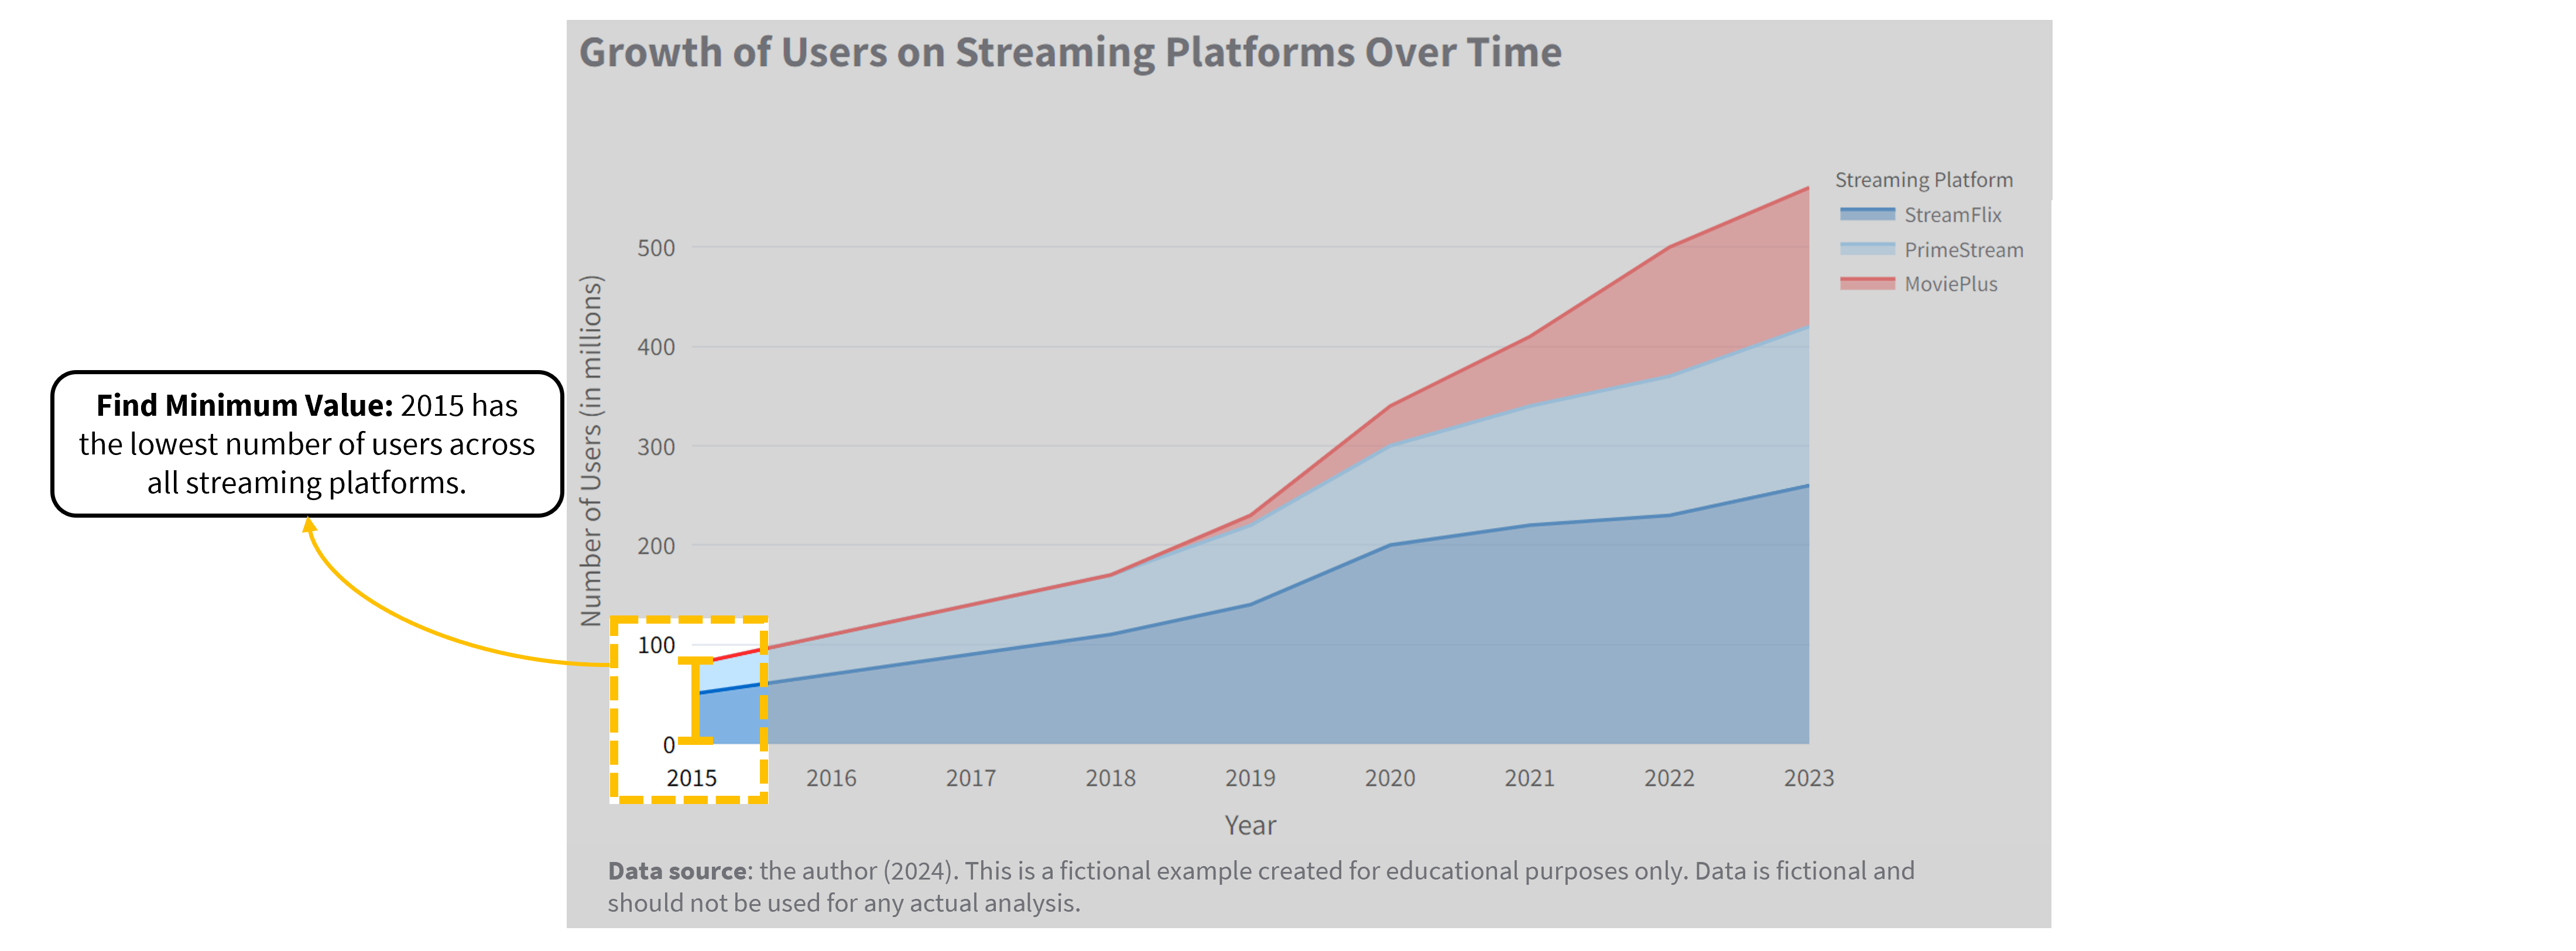 Growth of Users on Streaming Platforms Over Time
Streaming Platform
StreamFlix
PrimeStream
MoviePlus
Number of Users (in millions)
500
400
300
200
100
0
2015
2016
2017
2018
2019
2020
2021
2022
2023
Year
Find Minimum Value: 2015 has
the lowest number of users across
all streaming platforms.
Data source: the author (2024). This is a fictional example created for educational purposes only. Data is fictional and
should not be used for any actual analysis.